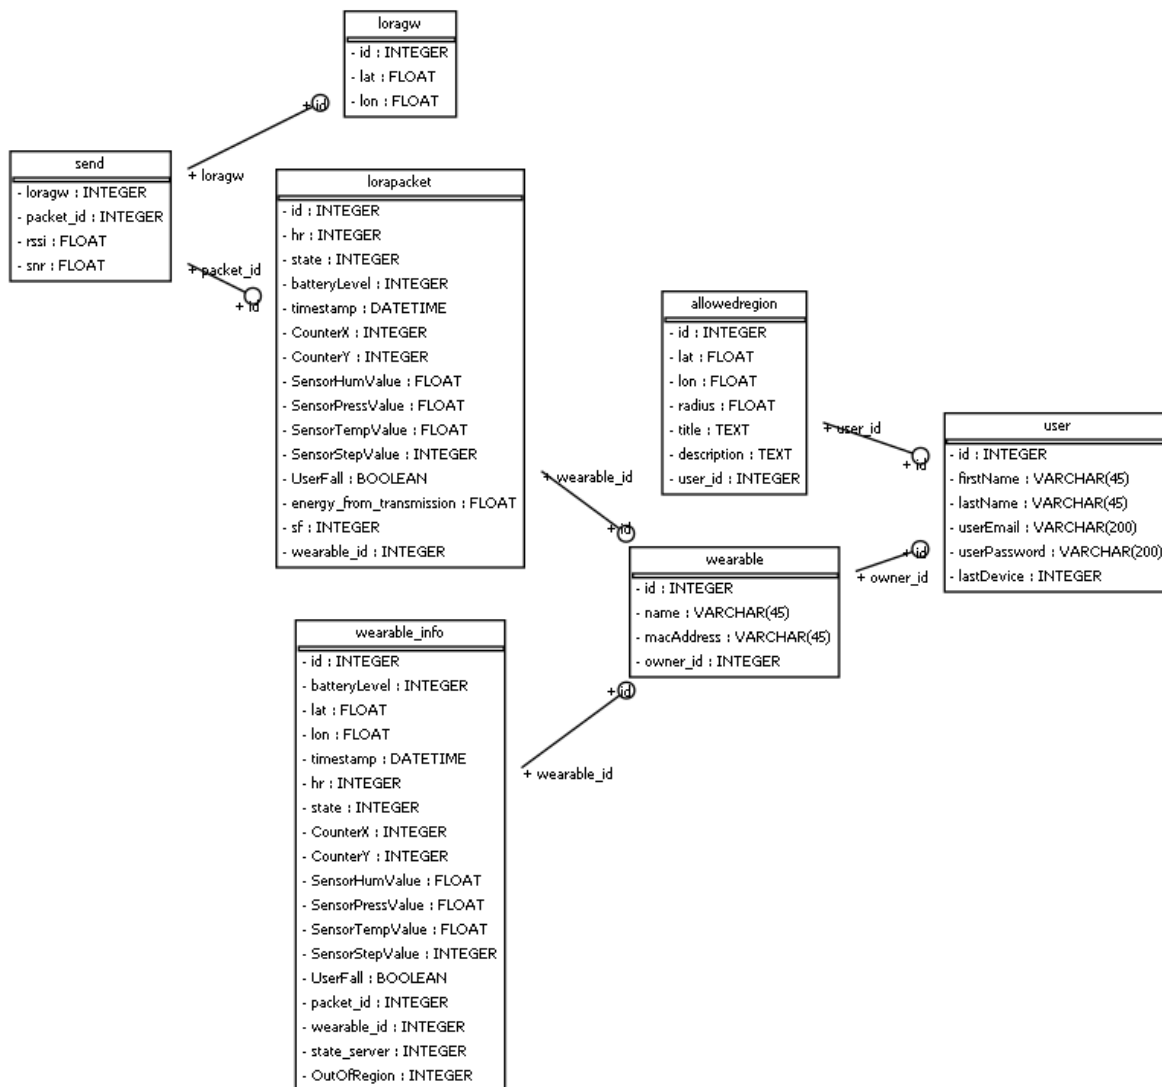 loragw
- id : INTEGER
- lat : FLOAT
- lon : FLOAT
+ id
+ loragw
send
- loragw : INTEGER
- packet_id : INTEGER
- rssi : FLOAT
- snr : FLOAT
+ packet_id
+ id
lorapacket
- id : INTEGER
- hr : INTEGER
- state : INTEGER
- batteryLevel : INTEGER
- timestamp : DATETIME
- CounterX : INTEGER
- CounterY : INTEGER
- SensorHumValue : FLOAT
- SensorPressValue : FLOAT
- SensorTempValue : FLOAT
- SensorStepValue : INTEGER
- UserFall : BOOLEAN
- energy_from_transmission : FLOAT
- sf : INTEGER
- wearable_id : INTEGER
+ wearable_id
+ id
allowedregion
- id : INTEGER
- lat : FLOAT
- lon : FLOAT
- radius : FLOAT
- title : TEXT
- description : TEXT
- user_id : INTEGER
+ user_id
+ id
user
- id : INTEGER
- firstName : VARCHAR(45)
- lastName : VARCHAR(45)
- userEmail : VARCHAR(200)
- userPassword : VARCHAR(200)
- lastDevice : INTEGER
+ id
+ owner_id
wearable
- id : INTEGER
- name : VARCHAR(45)
- macAddress : VARCHAR(45)
- owner_id : INTEGER
+ id
+ wearable_id
wearable_info
- id : INTEGER
- batteryLevel : INTEGER
- lat : FLOAT
- lon : FLOAT
- timestamp : DATETIME
- hr : INTEGER
- state : INTEGER
- CounterX : INTEGER
- CounterY : INTEGER
- SensorHumValue : FLOAT
- SensorPressValue : FLOAT
- SensorTempValue : FLOAT
- SensorStepValue : INTEGER
- UserFall : BOOLEAN
- packet_id : INTEGER
- wearable_id : INTEGER
- state_server : INTEGER
- OutOfRegion : INTEGER